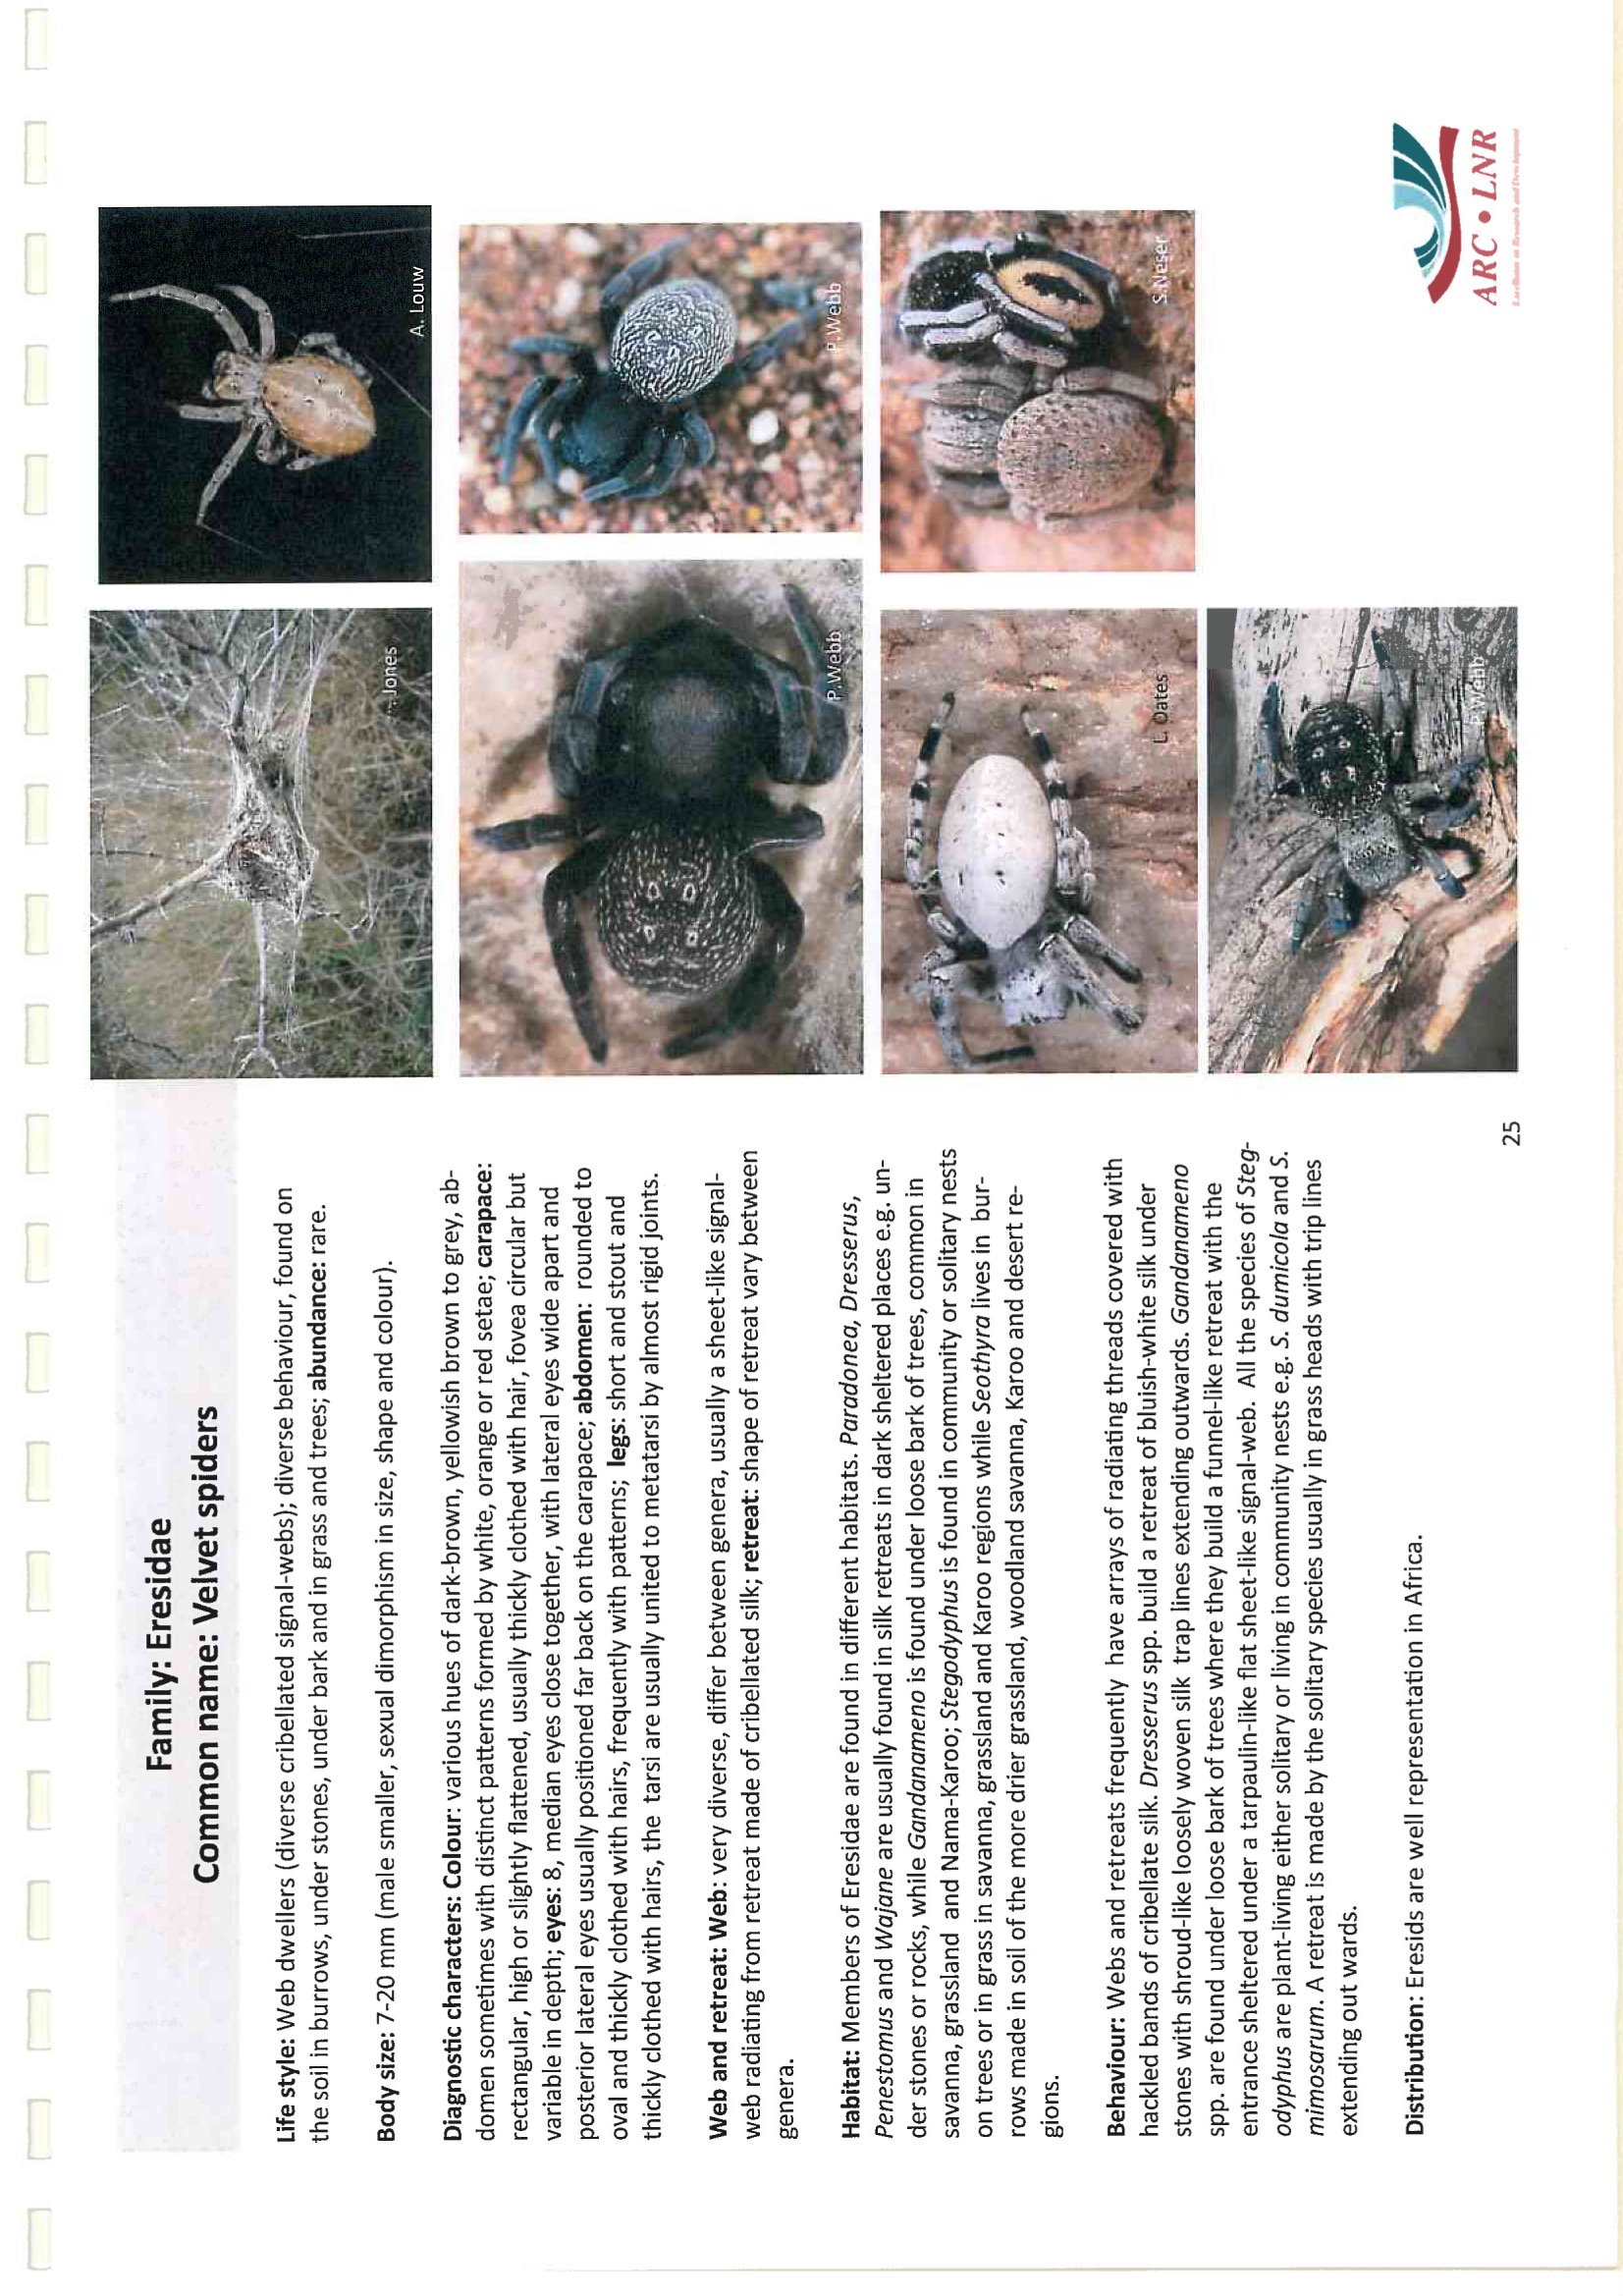 Family: Eresidae
Common name: Velvet spiders
Life style: Web dwellers (diverse cribellated signal-webs); diverse behaviour, found on
the soil in burrows, under stones, under bark and in grass and trees; abundance: rare.
Body size: 7-20 mm (male smaller, sexual dimorphism in size, shape and colour).
Diagnostic characters: Colour: various hues of dark-brown, yellowish brown to grey, ab-
domen sometimes with distinct patterns formed by white, orange or red setae; carapace:
rectangular, high or slightly flattened, usually thickly clothed with hair, fovea circular but
variable in depth; eyes: 8, median eyes close together, with lateral eyes wide apart and
posterior lateral eyes usually positioned far back on the carapace; abdomen: rounded to
oval and thickly clothed with hairs, frequently with patterns; legs: short and stout and
thickly clothed with hairs, the tarsi are usually united to metatarsi by almost rigid joints.
Web and retreat: Web: very diverse, differ between genera, usually a sheet-like signal-
web radiating from retreat made of cribellated silk; retreat: shape of retreat vary between
genera.
Habitat: Members of Eresidae are found in different habitats. Paradonea, Dresserus,
Penestomus and Wajane are usually found in silk retreats in dark sheltered places e.g. un-
der stones or rocks, while Gandanameno is found under loose bark of trees, common in
savanna, grassland and Nama-Karoo; Stegodyphus is found in community or solitary nests
on trees or in grass in savanna, grassland and Karoo regions while Seothyra lives in bur-
rows made in soil of the more drier grassland, woodland savanna, Karoo and desert re-
gions.
Behaviour: Webs and retreats frequently have arrays of radiating threads covered with
hackled bands of cribellate silk. Dresserus spp. build a retreat of bluish-white silk under
stones with shroud-like loosely woven silk trap lines extending outwards. Gandanameno
spp. are found under loose bark of trees where they build a funnel-like retreat with the
entrance sheltered under a tarpaulin-like flat sheet-like signal-web. All the species of Steg-
odyphus are plant-living either solitary or living in community nests e.g. S. dumicola and S.
mimosarum. A retreat is made by the solitary species usually in grass heads with trip lines
extending out wards.
Distribution: Eresids are well representation in Africa.
25
Jones
A. Louw
P.Webb
P.Webb
L. Oates
S.Neser
P.Webb
ARC • LNR
Excellence in Research and Development